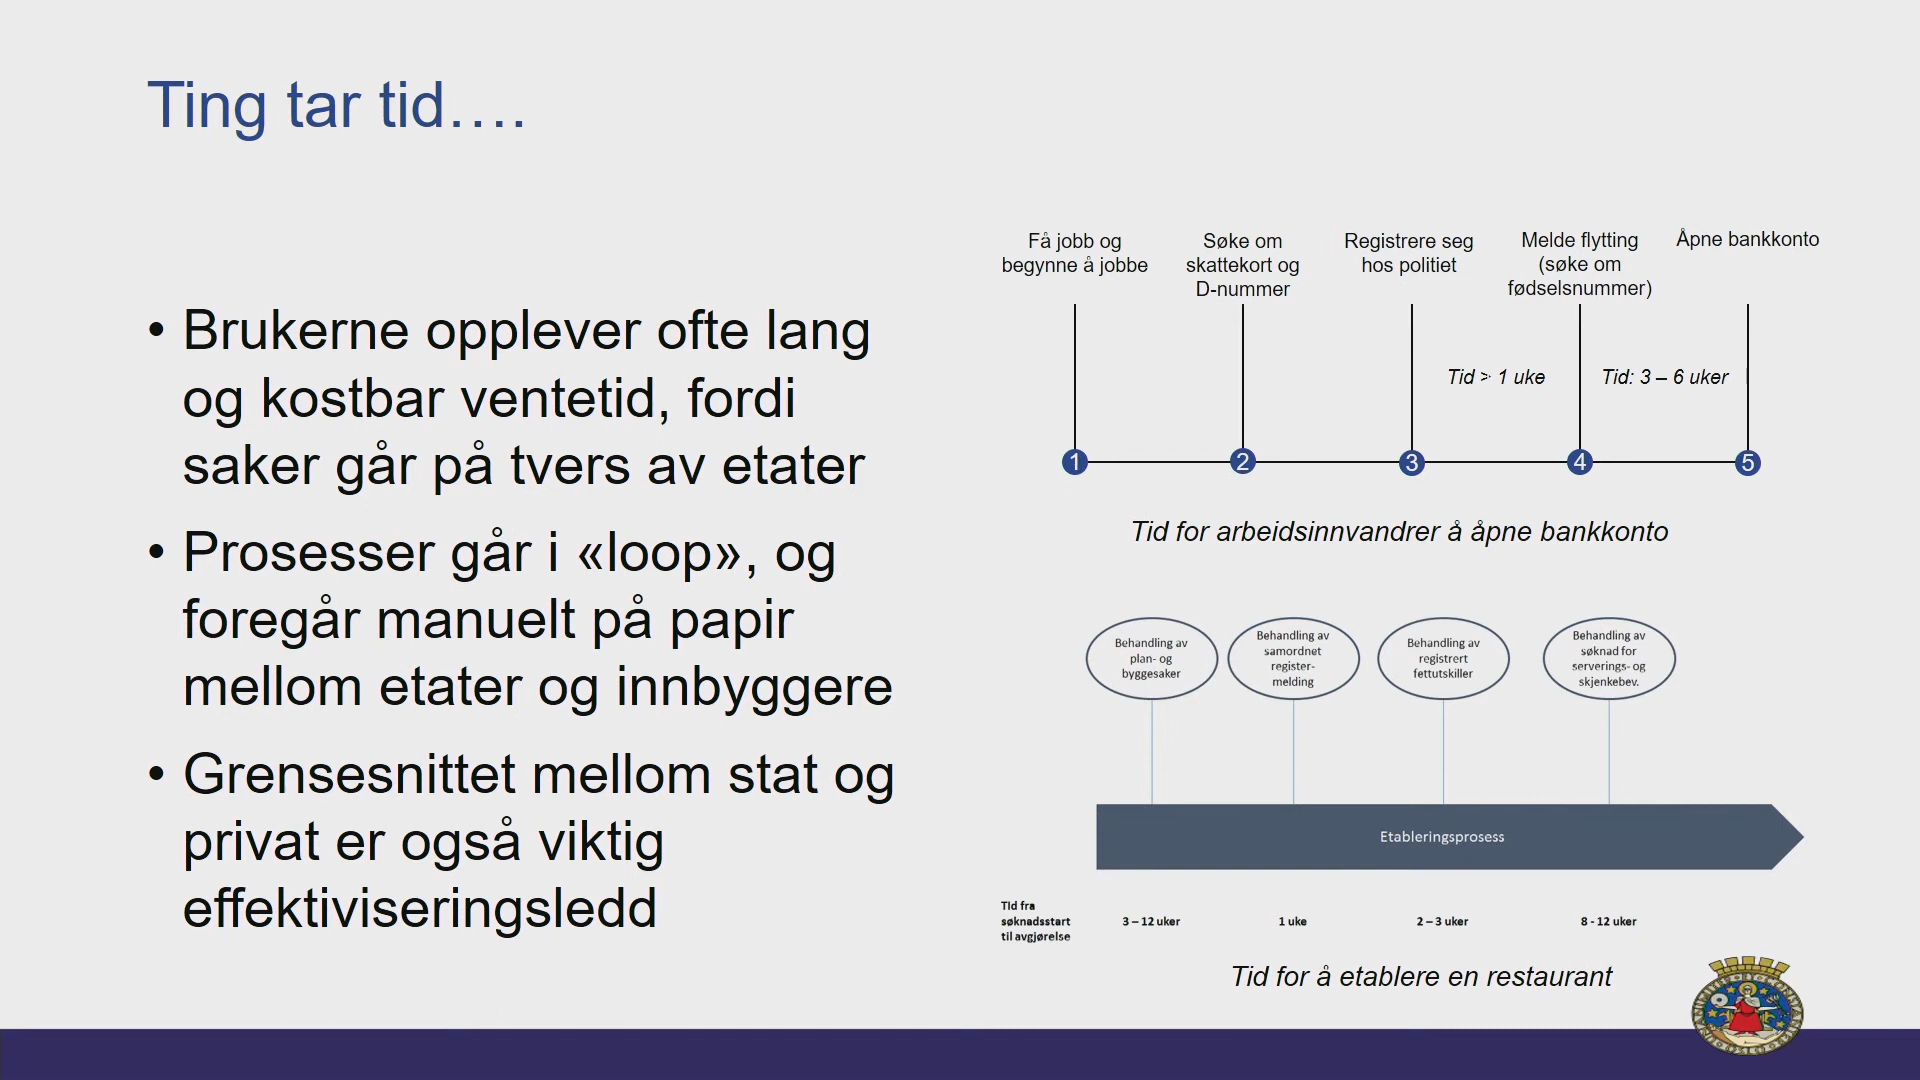 Ting tar tid….
• Brukerne opplever ofte lang
og kostbar ventetid, fordi
saker går på tvers av etater
• Prosesser går i «loop», og
foregår manuelt på papir
mellom etater og innbyggere
• Grensesnittet mellom stat og
privat er også viktig
effektiviseringsledd
Få jobb og
begynne å jobbe
Søke om
skattekort og
D-nummer
Registrere seg
hos politiet
Melde flytting
(søke om
fødselsnummer)
Åpne bankkonto
Tid > 1 uke
Tid: 3 – 6 uker
1
2
3
4
5
Tid for arbeidsinnvandrer å åpne bankkonto
Behandling av
plan- og
byggesaker
Behandling av
samordnet
register-
melding
Behandling av
registrert
fettutskiller
Behandling av
søknad for
serverings- og
skjenkebev.
Etableringsprosess
Tid fra
søknadsstart
til avgjørelse
3 – 12 uker
1 uke
2 – 3 uker
8 - 12 uker
Tid for å etablere en restaurant